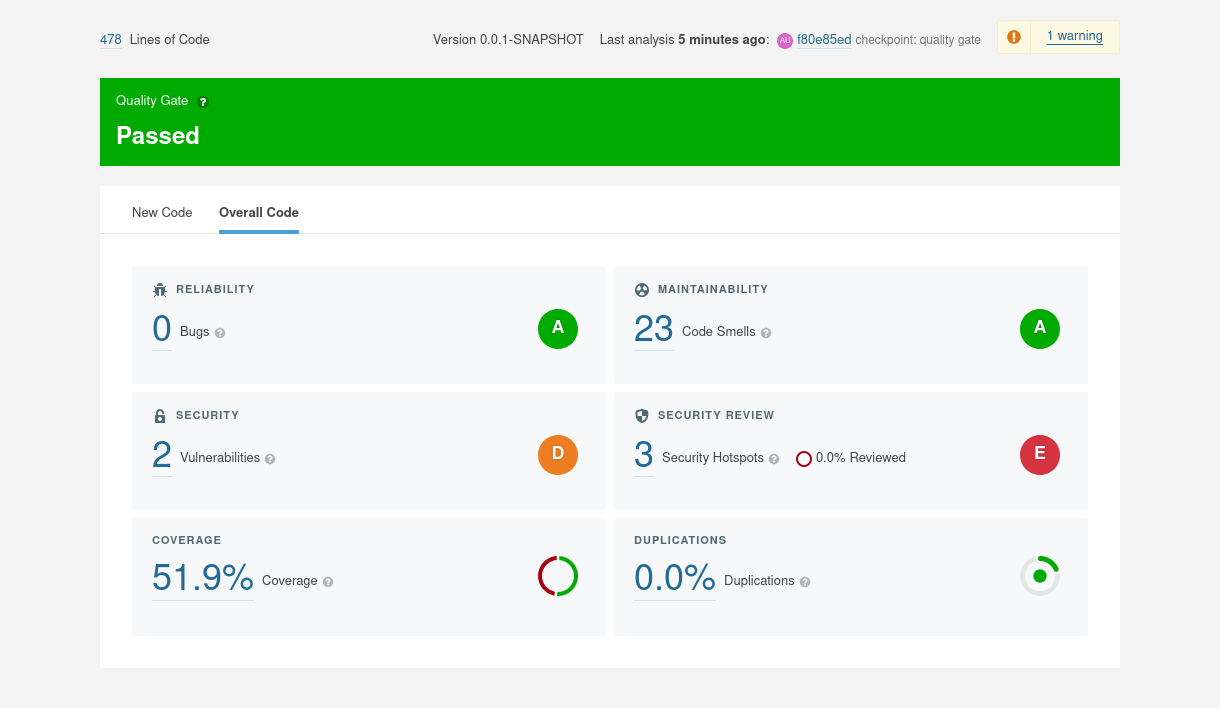 478 Lines of Code
Version 0.0.1-SNAPSHOT Last analysis 5 minutes ago: AU f80e85ed checkpoint: quality gate
! 1 warning
Quality Gate ?
Passed
New Code Overall Code
RELIABILITY
0 Bugs ?
A
MAINTAINABILITY
23 Code Smells ?
A
SECURITY
2 Vulnerabilities ?
D
SECURITY REVIEW
3 Security Hotspots ? 0.0% Reviewed
E
COVERAGE
51.9% Coverage ?
DUPLICATIONS
0.0% Duplications ?